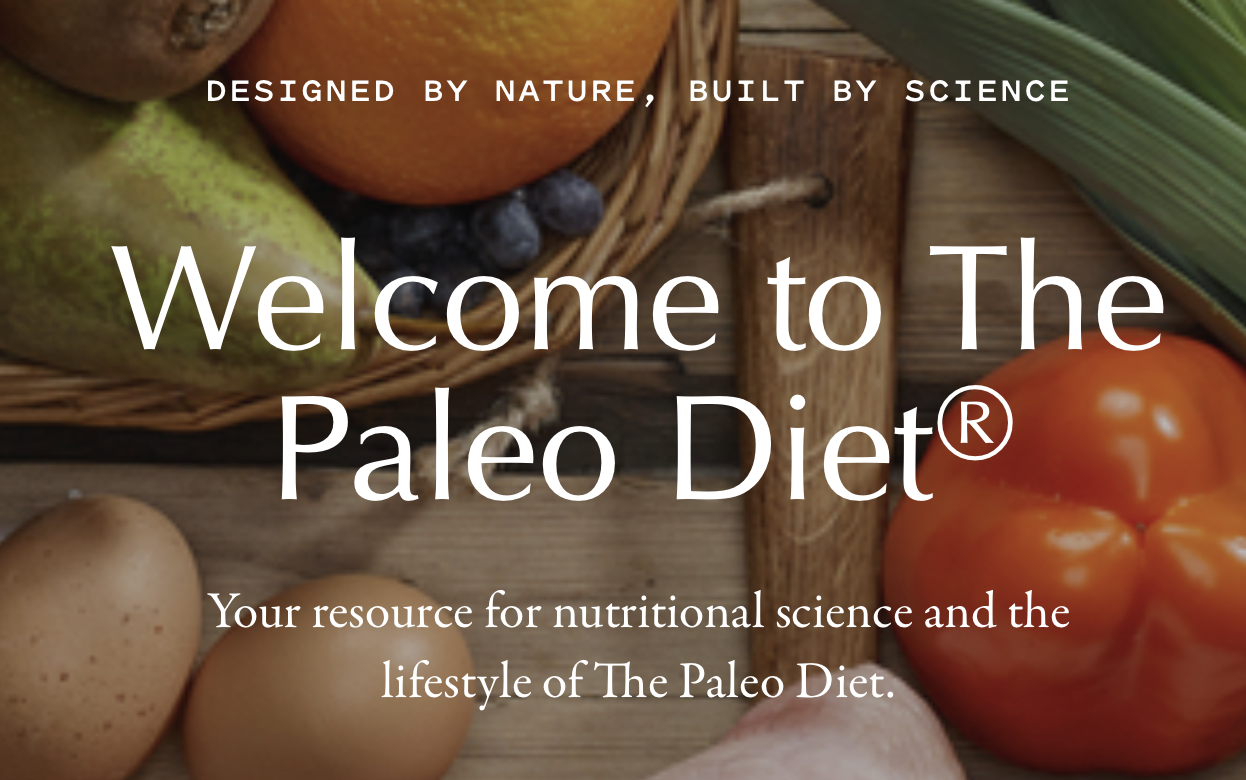 DESIGNED BY NATURE, BUILT BY SCIENCE
Welcome to The
Paleo Diet®
Your resource for nutritional science and the
lifestyle of The Paleo Diet.